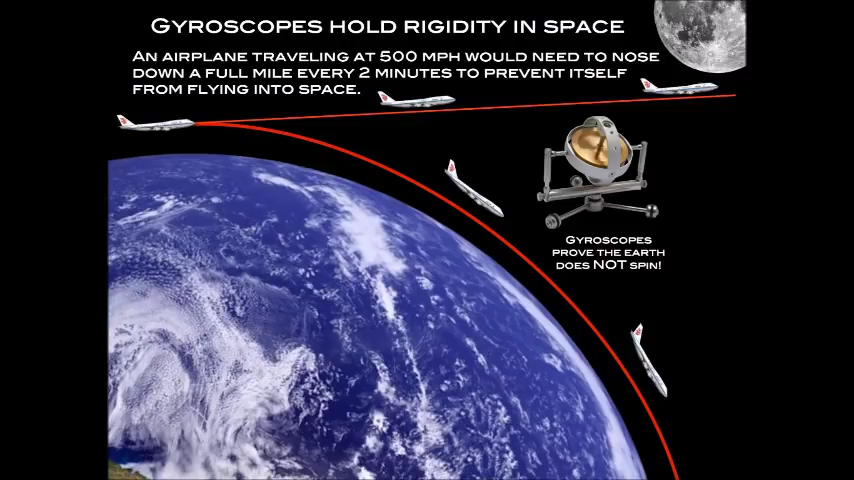 Gyroscopes hold rigidity in space
An airplane traveling at 500 mph would need to nose
down a full mile every 2 minutes to prevent itself
from flying into space.
Gyroscopes
prove the earth
does NOT spin!